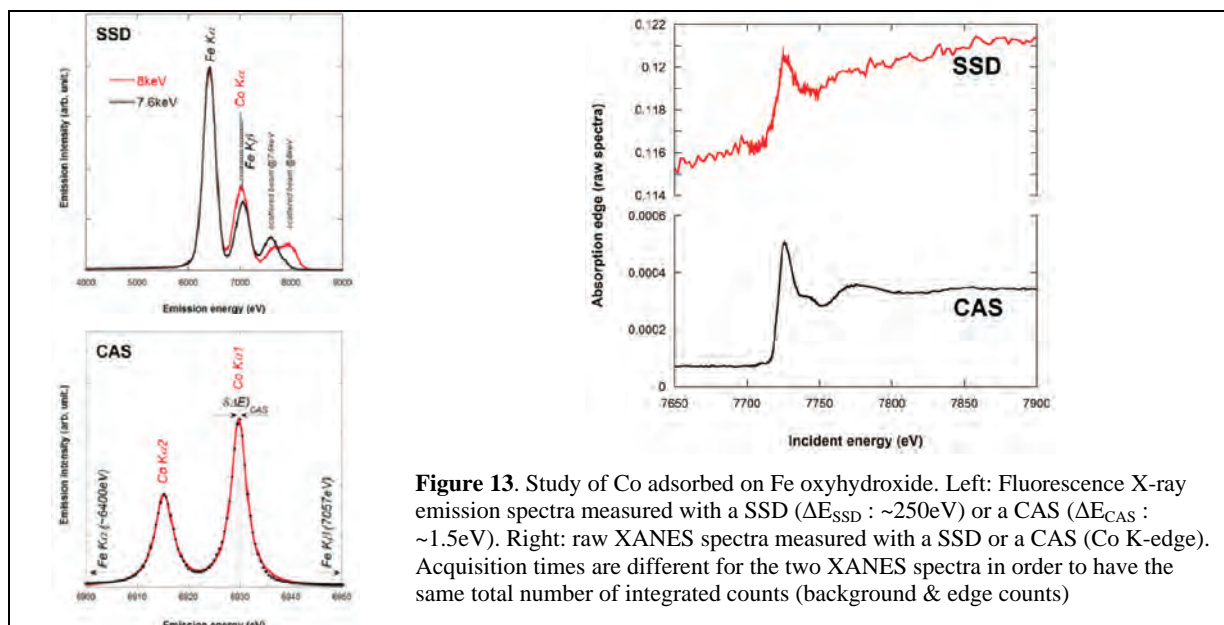 SSD
8keV
7.6keV
Fe Kα
Co Kα
Fe Kβ
scattered beam @7.6keV
scattered beam @8keV
Emission intensity (arb. unit.)
4000 5000 6000 7000 8000 9000
Emission energy (eV)
CAS
Co Kα1
Co Kα2
CAS
Fe Kα (~6400eV)
Fe Kβ (7057eV)
Emission intensity (arb. unit.)
6900 6910 6920 6930 6940 6950
Emission energy (eV)
0.122
0.12
0.118
0.116
0.114
SSD
0.0006
0.0004
0.0002
0
CAS
Absorption edge (raw spectra)
7650 7700 7750 7800 7850 7900
Incident energy (eV)
Figure 13. Study of Co adsorbed on Fe oxyhydroxide. Left: Fluorescence X-ray
emission spectra measured with a SSD (ΔESSD : ~250eV) or a CAS (ΔECAS :
~1.5eV). Right: raw XANES spectra measured with a SSD or a CAS (Co K-edge).
Acquisition times are different for the two XANES spectra in order to have the
same total number of integrated counts (background & edge counts)